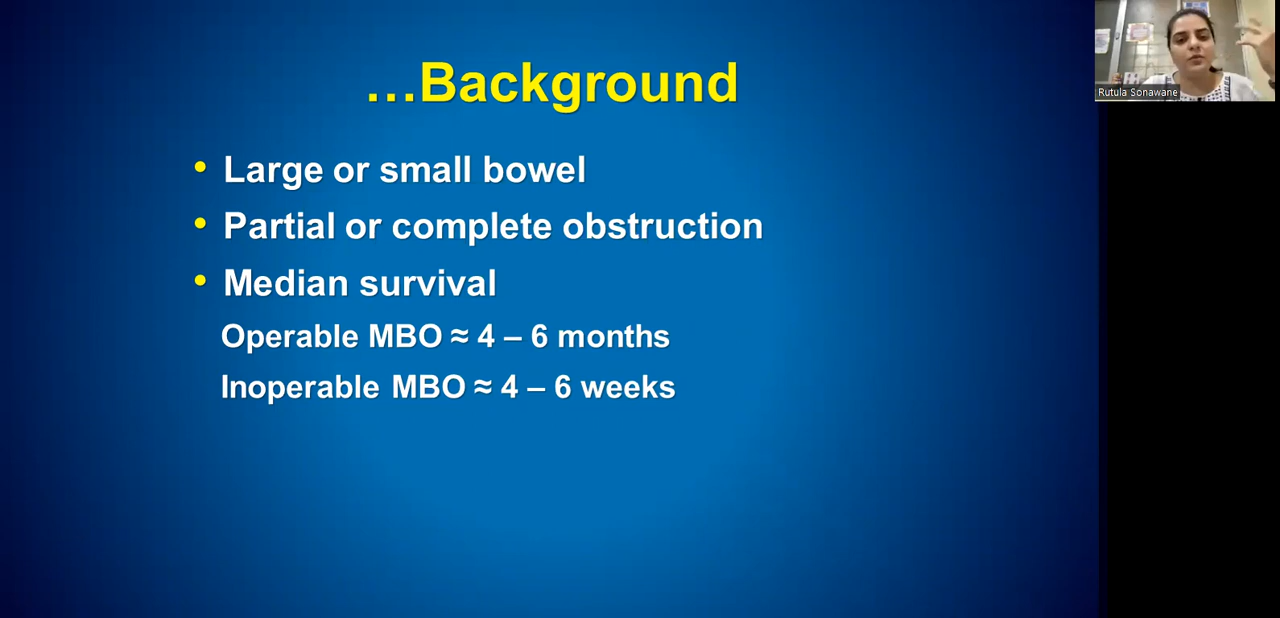 ...Background
• Large or small bowel
• Partial or complete obstruction
• Median survival
Operable MBO ≈ 4 – 6 months
Inoperable MBO ≈ 4 – 6 weeks
Rutula Sonawane